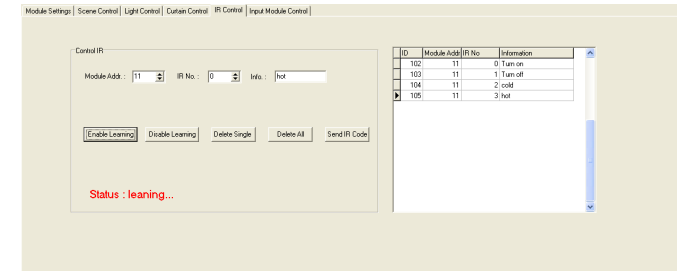 Module Settings Scene Control Light Control Curtain Control IR Control Input Module Control
Control IR
Module Addr. : 11 IR No. : 0 Info. : hot
Enable Learning Disable Learning Delete Single Delete All Send IR Code
Status : leaning...
ID Module Addr IR No Information
102 11 0 Turn on
103 11 1 Turn off
104 11 2 cold
105 11 3 hot